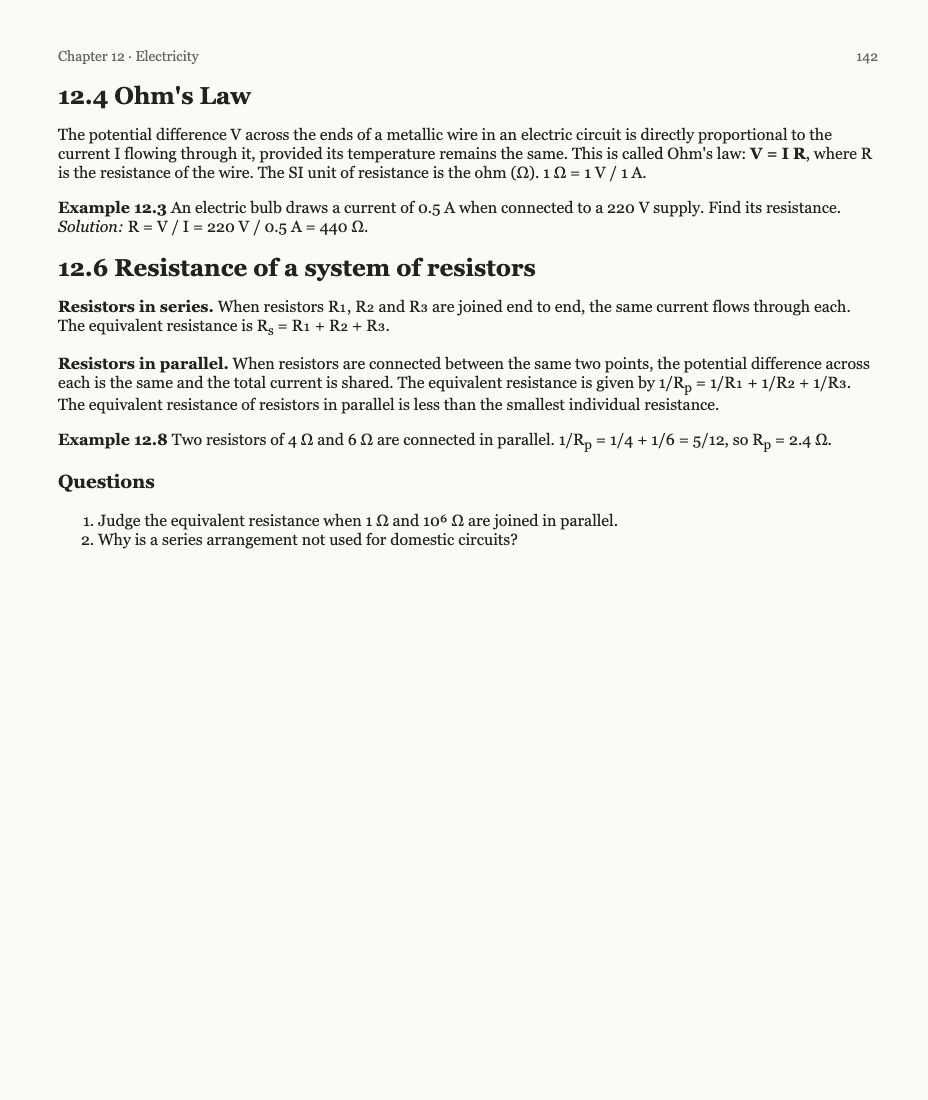 Chapter 12 · Electricity 142
12.4 Ohm's Law
The potential difference V across the ends of a metallic wire in an electric circuit is directly proportional to the
current I flowing through it, provided its temperature remains the same. This is called Ohm's law: V = I R, where R
is the resistance of the wire. The SI unit of resistance is the ohm (Ω). 1 Ω = 1 V / 1 A.
Example 12.3 An electric bulb draws a current of 0.5 A when connected to a 220 V supply. Find its resistance.
Solution: R = V / I = 220 V / 0.5 A = 440 Ω.
12.6 Resistance of a system of resistors
Resistors in series. When resistors R1, R2 and R3 are joined end to end, the same current flows through each.
The equivalent resistance is Rₛ = R1 + R2 + R3.
Resistors in parallel. When resistors are connected between the same two points, the potential difference across
each is the same and the total current is shared. The equivalent resistance is given by 1/Rₚ = 1/R1 + 1/R2 + 1/R3.
The equivalent resistance of resistors in parallel is less than the smallest individual resistance.
Example 12.8 Two resistors of 4 Ω and 6 Ω are connected in parallel. 1/Rₚ = 1/4 + 1/6 = 5/12, so Rₚ = 2.4 Ω.
Questions
1. Judge the equivalent resistance when 1 Ω and 10⁶ Ω are joined in parallel.
2. Why is a series arrangement not used for domestic circuits?